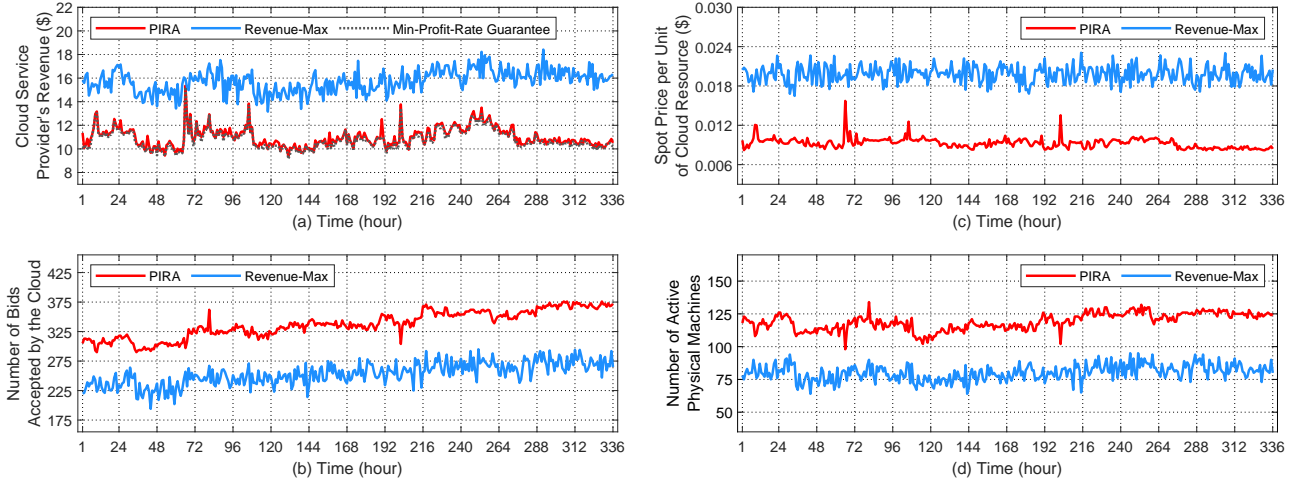 22
20
18
16
14
12
10
8
PIRA
Revenue-Max
Min-Profit-Rate Guarantee
Cloud Service
Provider's Revenue ($)
1 24 48 72 96 120 144 168 192 216 240 264 288 312 336
(a) Time (hour)
0.030
0.024
0.018
0.012
0.006
PIRA
Revenue-Max
Spot Price per Unit
of Cloud Resource ($)
1 24 48 72 96 120 144 168 192 216 240 264 288 312 336
(c) Time (hour)
425
375
325
275
225
175
PIRA
Revenue-Max
Number of Bids
Accepted by the Cloud
1 24 48 72 96 120 144 168 192 216 240 264 288 312 336
(b) Time (hour)
150
125
100
75
50
PIRA
Revenue-Max
Number of Active
Physical Machines
1 24 48 72 96 120 144 168 192 216 240 264 288 312 336
(d) Time (hour)